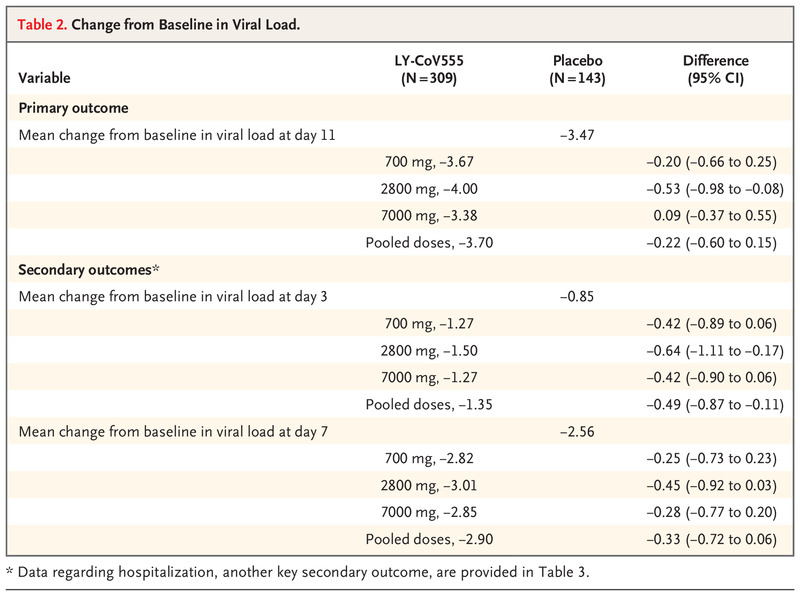 Table 2. Change from Baseline in Viral Load.
Variable LY-CoV555 (N=309) Placebo (N=143) Difference (95% CI)
Primary outcome
Mean change from baseline in viral load at day 11 –3.47
700 mg, –3.67 –0.20 (–0.66 to 0.25)
2800 mg, –4.00 –0.53 (–0.98 to –0.08)
7000 mg, –3.38 0.09 (–0.37 to 0.55)
Pooled doses, –3.70 –0.22 (–0.60 to 0.15)
Secondary outcomes*
Mean change from baseline in viral load at day 3 –0.85
700 mg, –1.27 –0.42 (–0.89 to 0.06)
2800 mg, –1.50 –0.64 (–1.11 to –0.17)
7000 mg, –1.27 –0.42 (–0.90 to 0.06)
Pooled doses, –1.35 –0.49 (–0.87 to –0.11)
Mean change from baseline in viral load at day 7 –2.56
700 mg, –2.82 –0.25 (–0.73 to 0.23)
2800 mg, –3.01 –0.45 (–0.92 to 0.03)
7000 mg, –2.85 –0.28 (–0.77 to 0.20)
Pooled doses, –2.90 –0.33 (–0.72 to 0.06)
* Data regarding hospitalization, another key secondary outcome, are provided in Table 3.